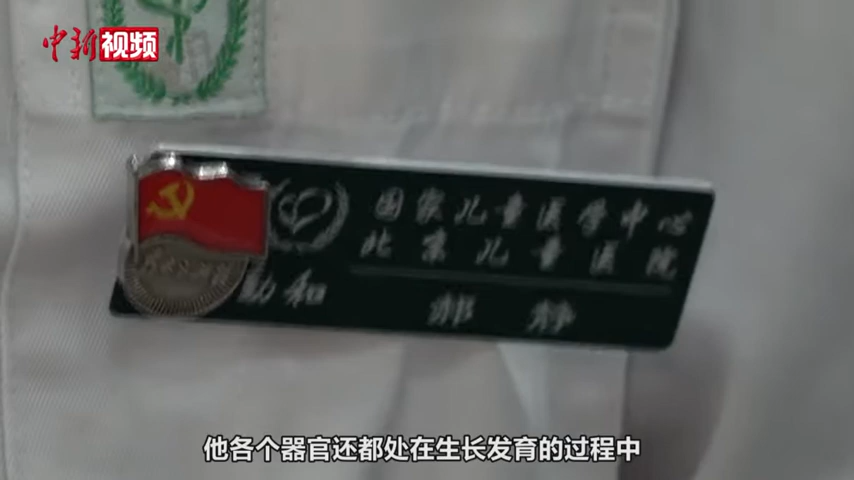 中新视频
国家儿童医学中心
北京儿童医院
勤和
郝静
他各个器官还都处在生长发育的过程中